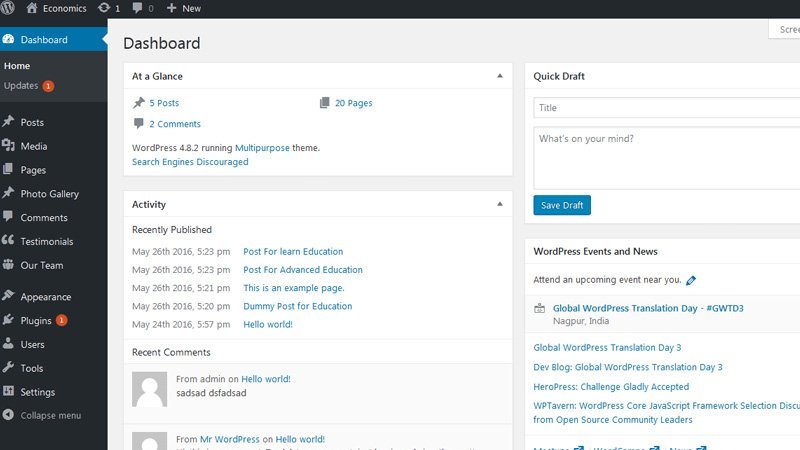 Economics 1 0 + New
Scree
Dashboard
Home
Updates 1
Posts
Media
Pages
Photo Gallery
Comments
Testimonials
Our Team
Appearance
Plugins 1
Users
Tools
Settings
Collapse menu
Dashboard
At a Glance
5 Posts
20 Pages
2 Comments
WordPress 4.8.2 running Multipurpose theme.
Search Engines Discouraged
Activity
Recently Published
May 26th 2016, 5:23 pm Post For learn Education
May 26th 2016, 5:23 pm Post For Advanced Education
May 26th 2016, 5:21 pm This is an example page.
May 26th 2016, 5:20 pm Dummy Post for Education
May 24th 2016, 5:57 pm Hello world!
Recent Comments
From admin on Hello world!
sadsad dsfadsad
From Mr WordPress on Hello world!
Quick Draft
Title
What's on your mind?
Save Draft
WordPress Events and News
Attend an upcoming event near you.
Global WordPress Translation Day - #GWTD3
Nagpur, India
Global WordPress Translation Day 3
Dev Blog: Global WordPress Translation Day 3
HeroPress: Challenge Gladly Accepted
WPTavern: WordPress Core JavaScript Framework Selection Discu
from Open Source Community Leaders
Meetups WordCamps News